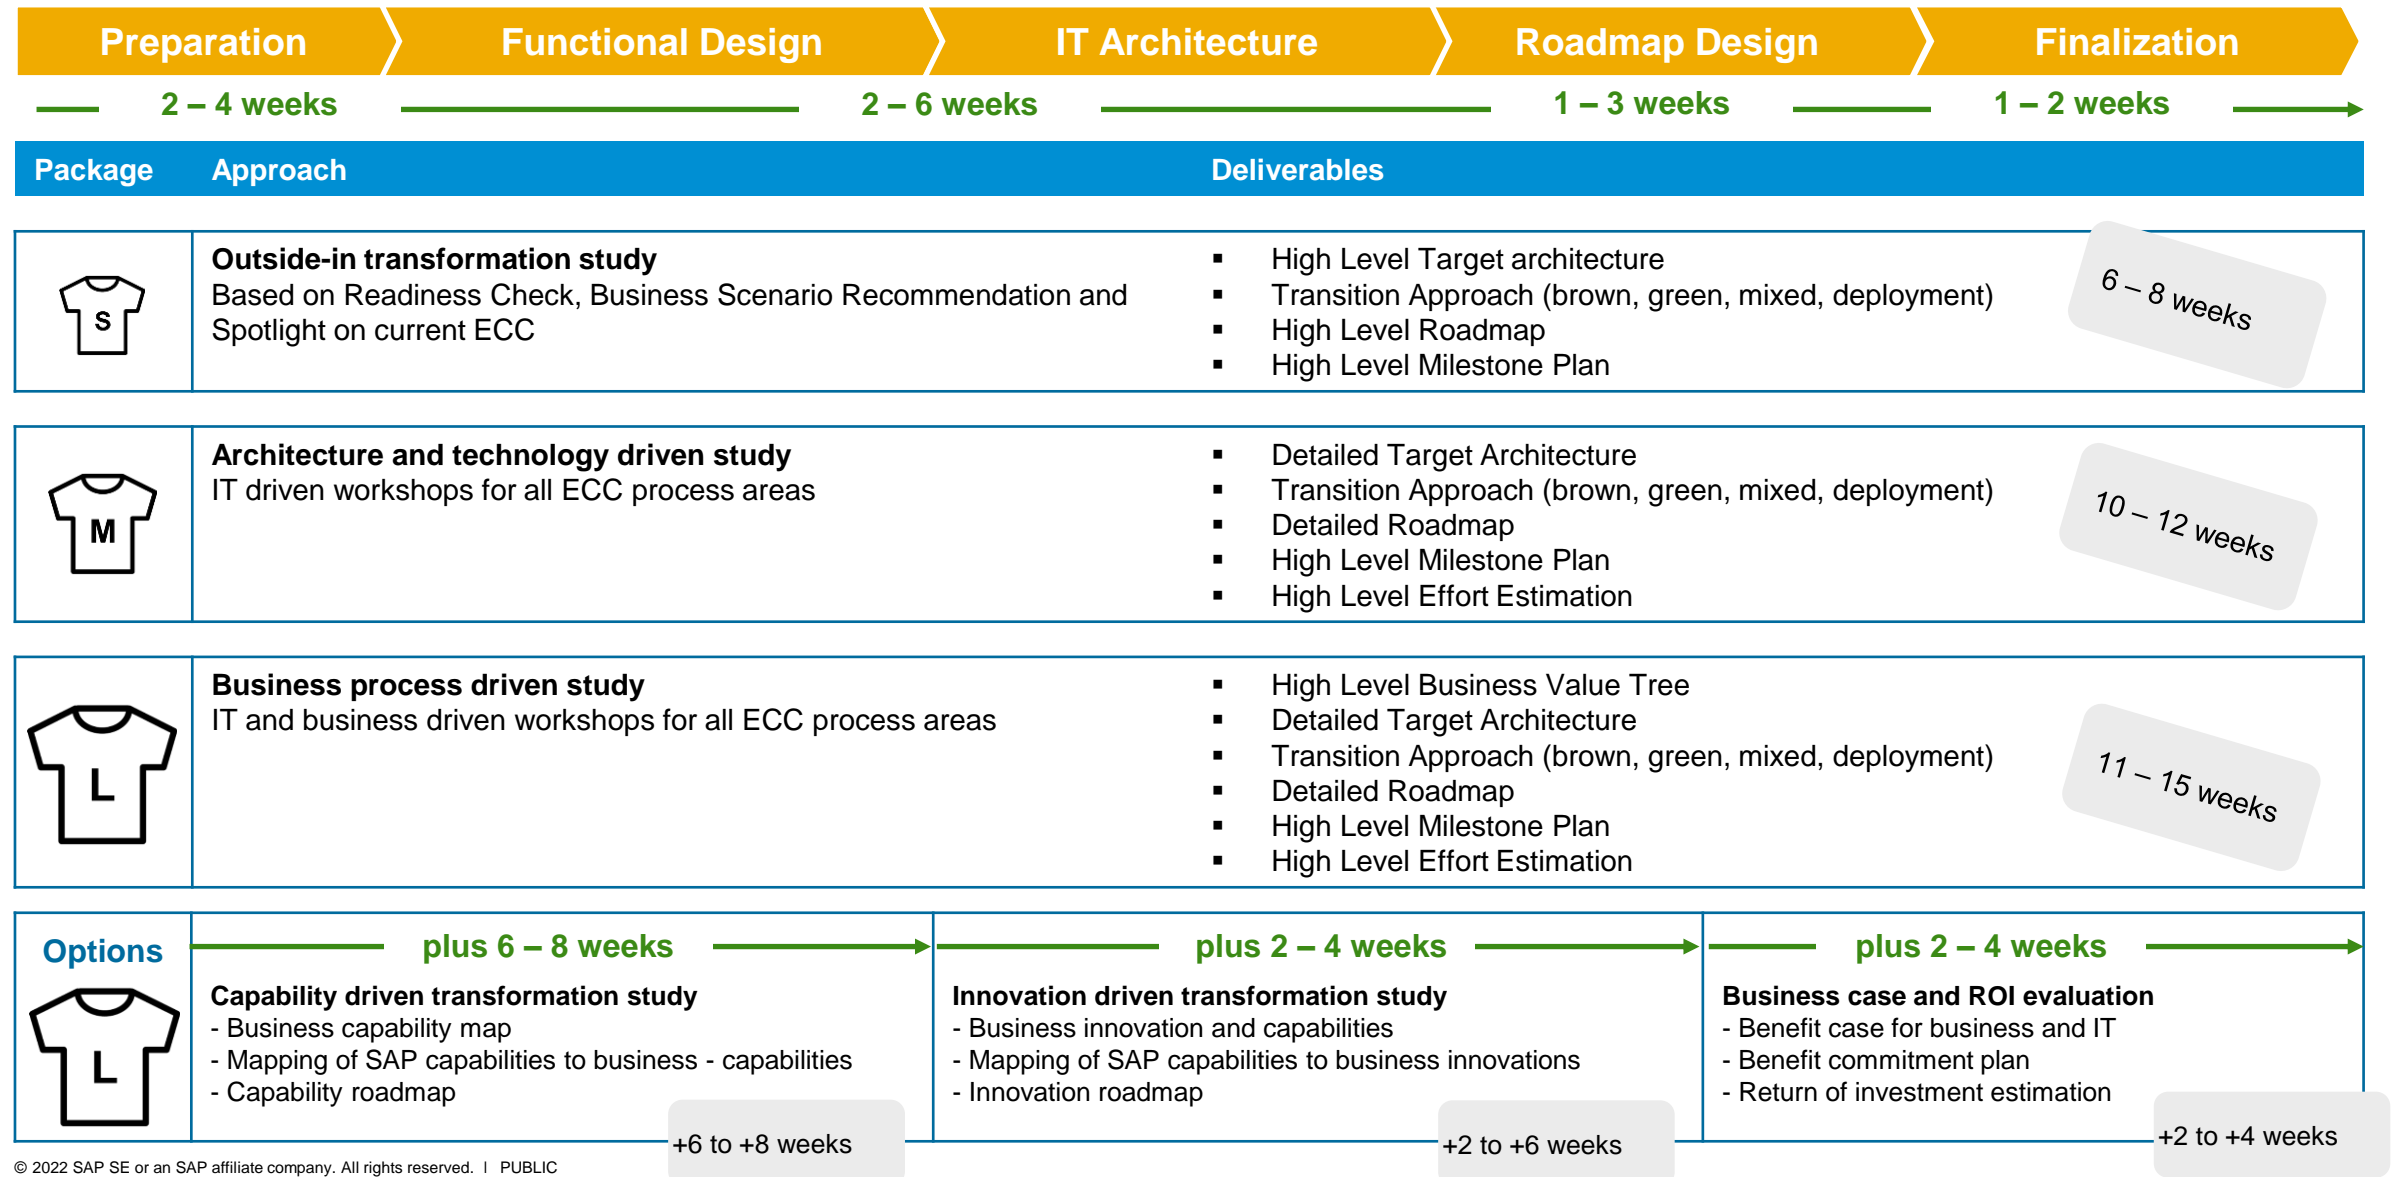 Preparation
Functional Design
IT Architecture
Roadmap Design
Finalization
2 – 4 weeks
2 – 6 weeks
1 – 3 weeks
1 – 2 weeks
Package
Approach
Deliverables
S
Outside-in transformation study
Based on Readiness Check, Business Scenario Recommendation and
Spotlight on current ECC
▪ High Level Target architecture
▪ Transition Approach (brown, green, mixed, deployment)
▪ High Level Roadmap
▪ High Level Milestone Plan
6 – 8 weeks
M
Architecture and technology driven study
IT driven workshops for all ECC process areas
▪ Detailed Target Architecture
▪ Transition Approach (brown, green, mixed, deployment)
▪ Detailed Roadmap
▪ High Level Milestone Plan
▪ High Level Effort Estimation
10 – 12 weeks
L
Business process driven study
IT and business driven workshops for all ECC process areas
▪ High Level Business Value Tree
▪ Detailed Target Architecture
▪ Transition Approach (brown, green, mixed, deployment)
▪ Detailed Roadmap
▪ High Level Milestone Plan
▪ High Level Effort Estimation
11 – 15 weeks
Options
L
plus 6 – 8 weeks
Capability driven transformation study
- Business capability map
- Mapping of SAP capabilities to business - capabilities
- Capability roadmap
+6 to +8 weeks
plus 2 – 4 weeks
Innovation driven transformation study
- Business innovation and capabilities
- Mapping of SAP capabilities to business innovations
- Innovation roadmap
+2 to +6 weeks
plus 2 – 4 weeks
Business case and ROI evaluation
- Benefit case for business and IT
- Benefit commitment plan
- Return of investment estimation
+2 to +4 weeks
© 2022 SAP SE or an SAP affiliate company. All rights reserved. ǀ PUBLIC